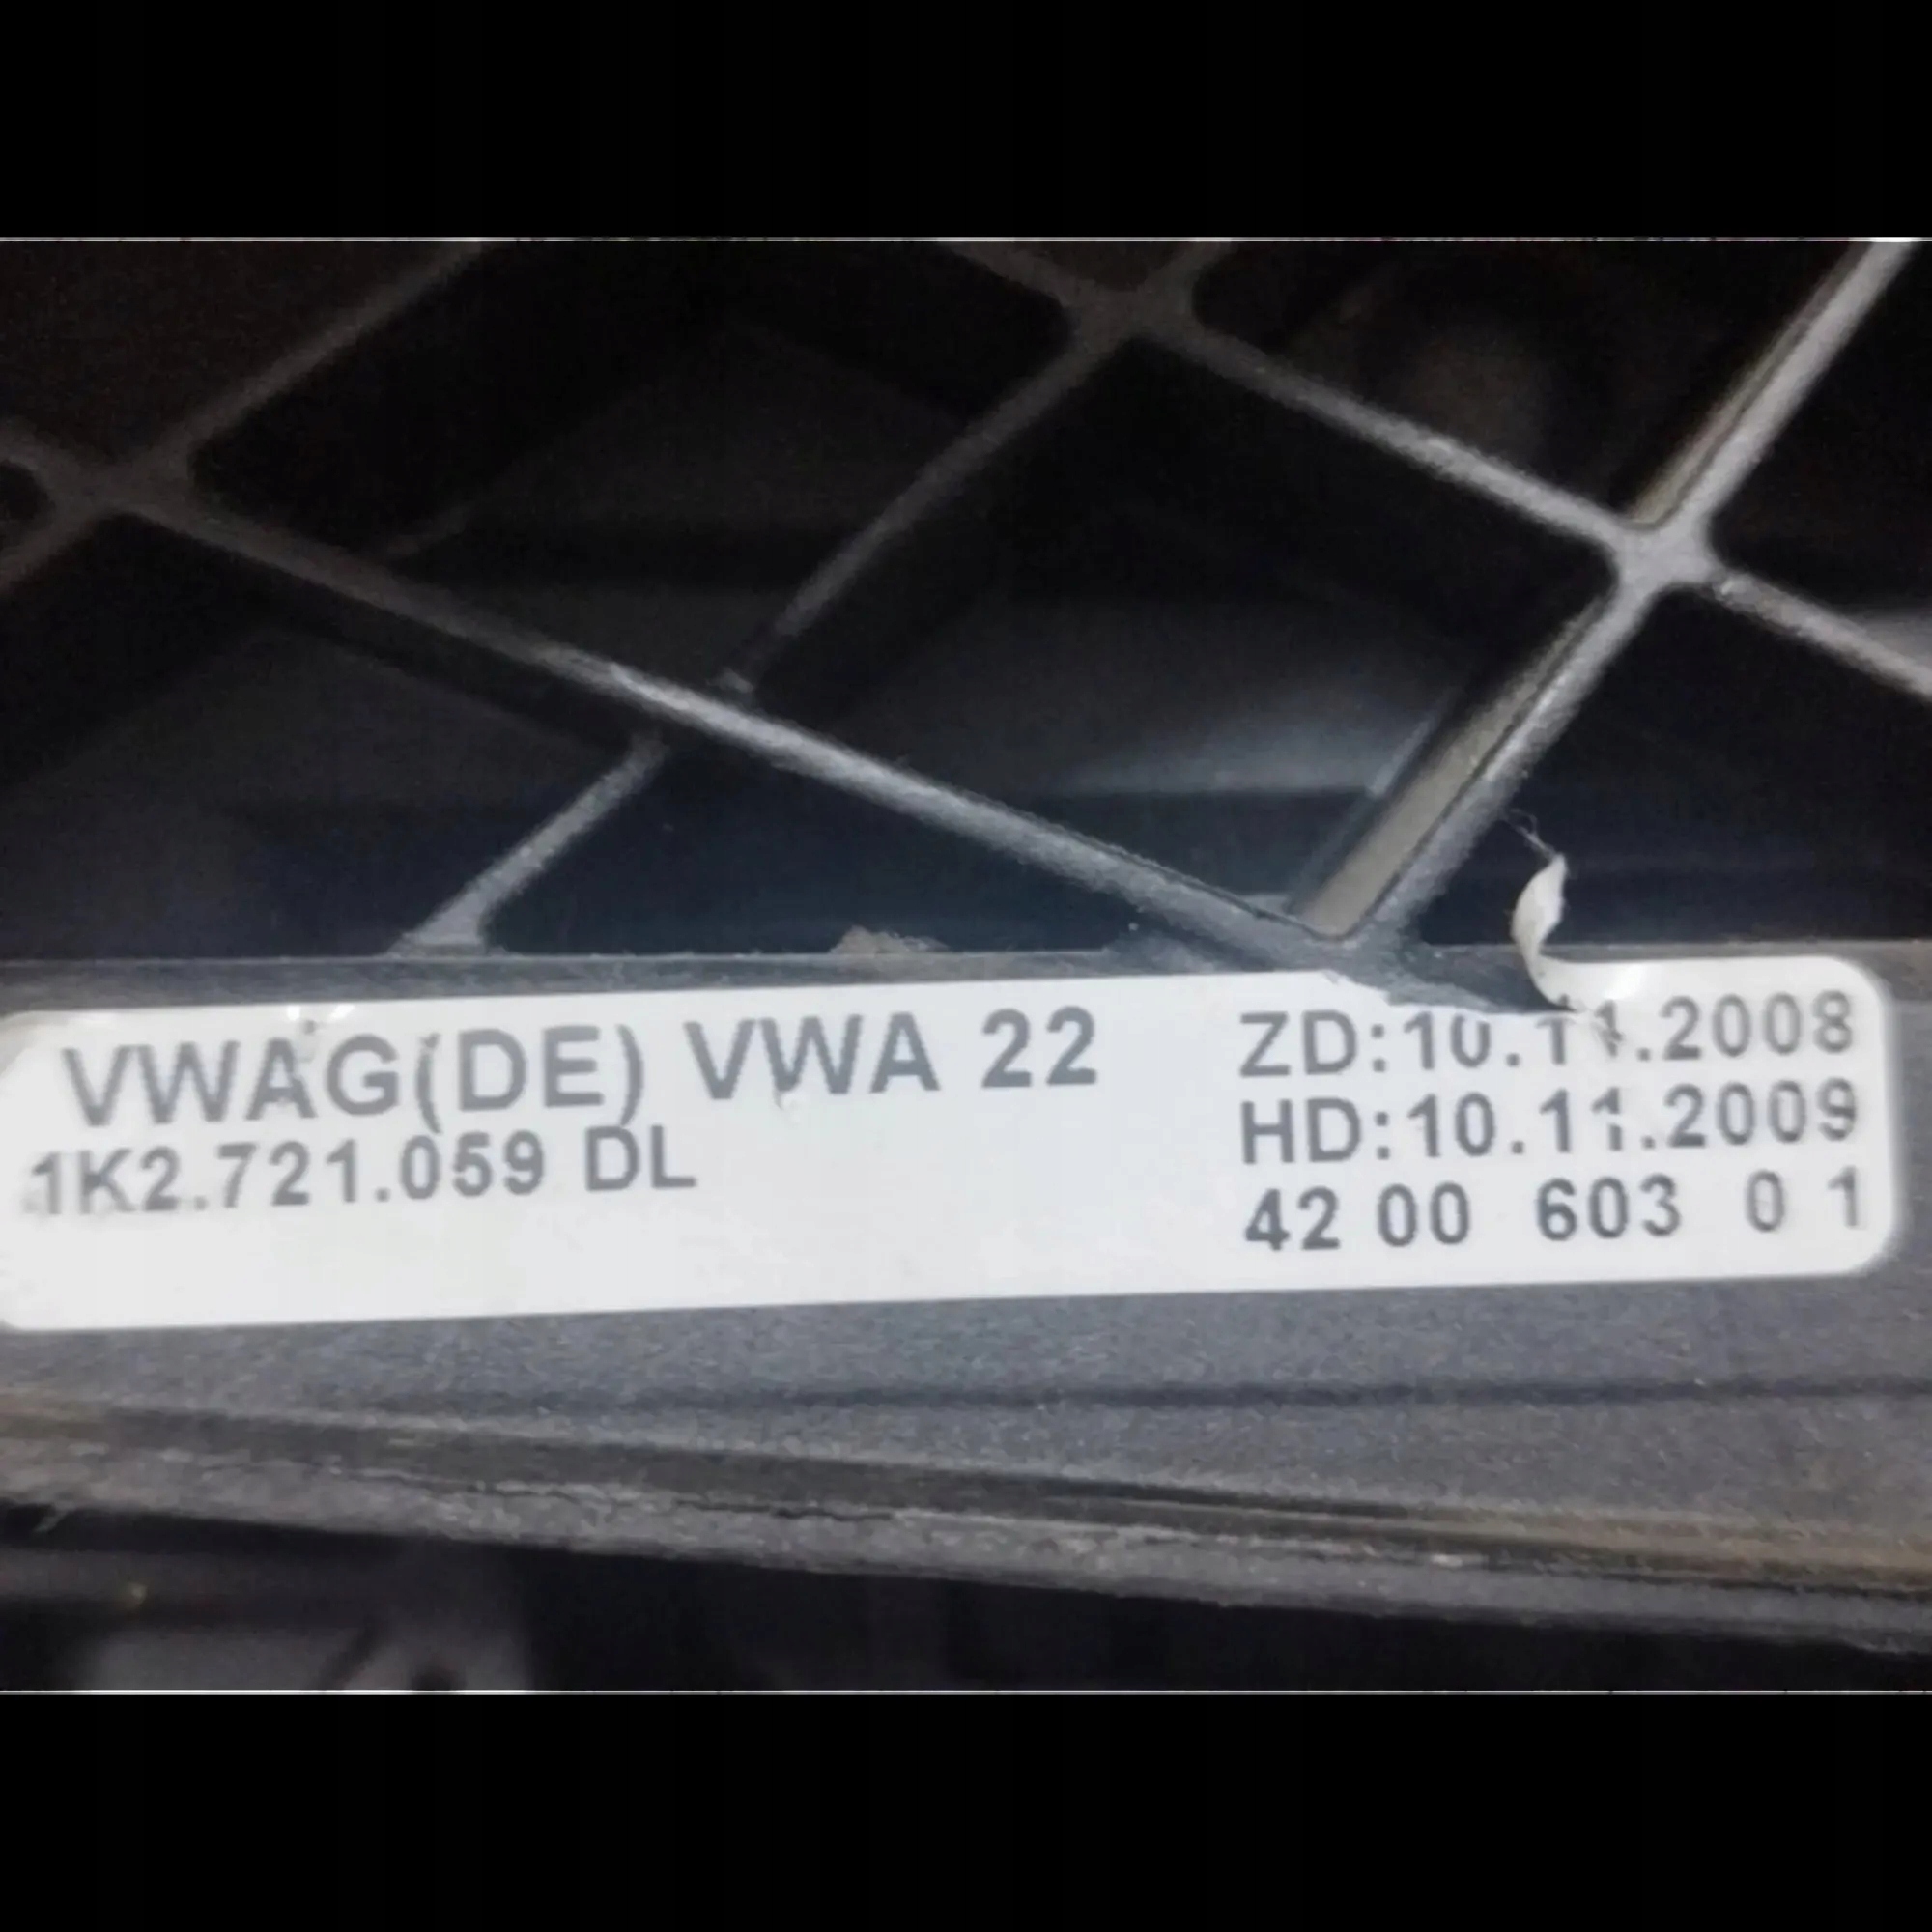 VWAG(DE) VWA 22
1K2.721.059 DL
ZD:10.11.2008
HD:10.11.2009
42 00 603 0 1